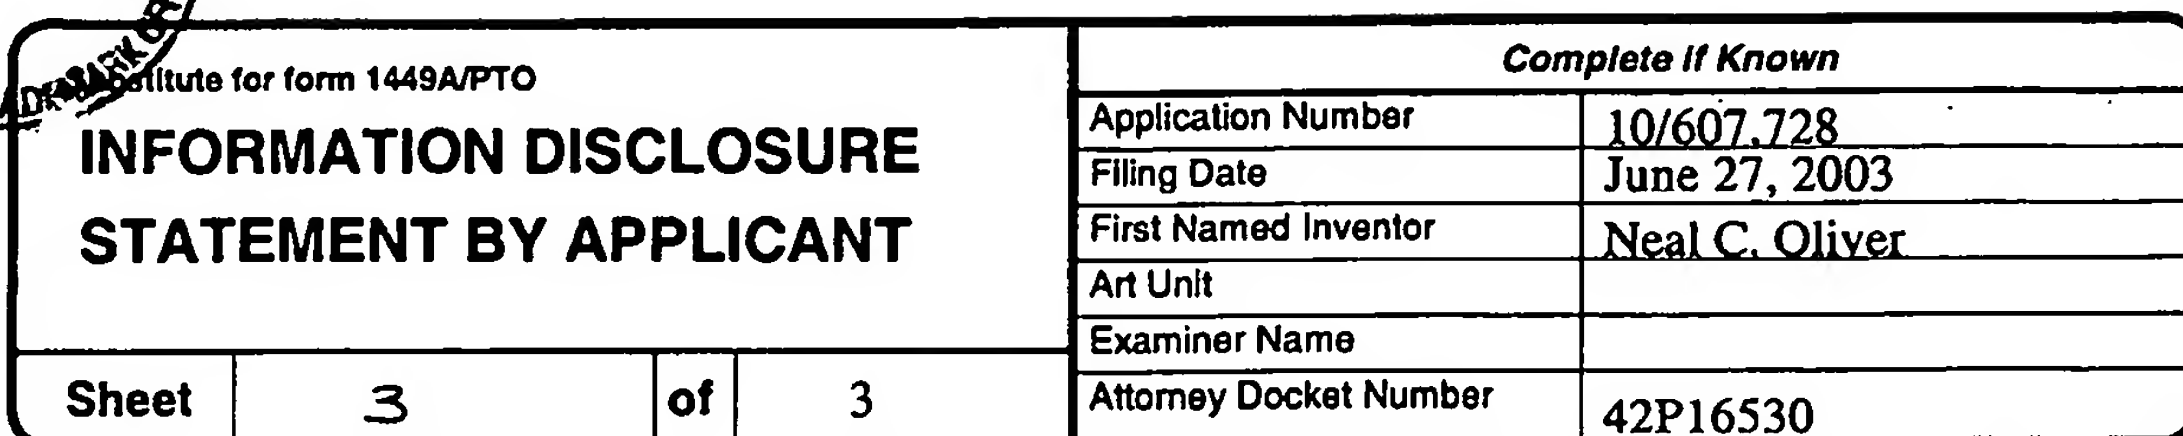 for form 1449A/PTO
INFORMATION DISCLOSURE
STATEMENT BY APPLICANT
Sheet 3 of 3
Complete If Known
Application Number 10/607,728
Filing Date June 27, 2003
First Named Inventor Neal C. Oliver
Art Unit
Examiner Name
Attorney Docket Number 42P16530